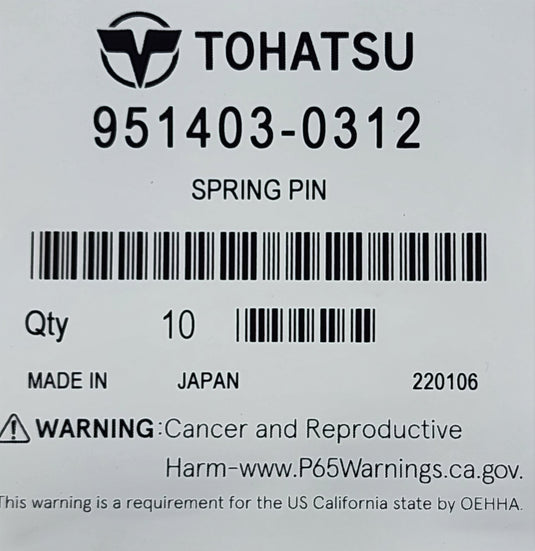 TOHATSU
951403-0312
SPRING PIN
Qty 10
MADE IN JAPAN 220106
WARNING:Cancer and Reproductive
Harm-www.P65Warnings.ca.gov.
This warning is a requirement for the US California state by OEHHA.